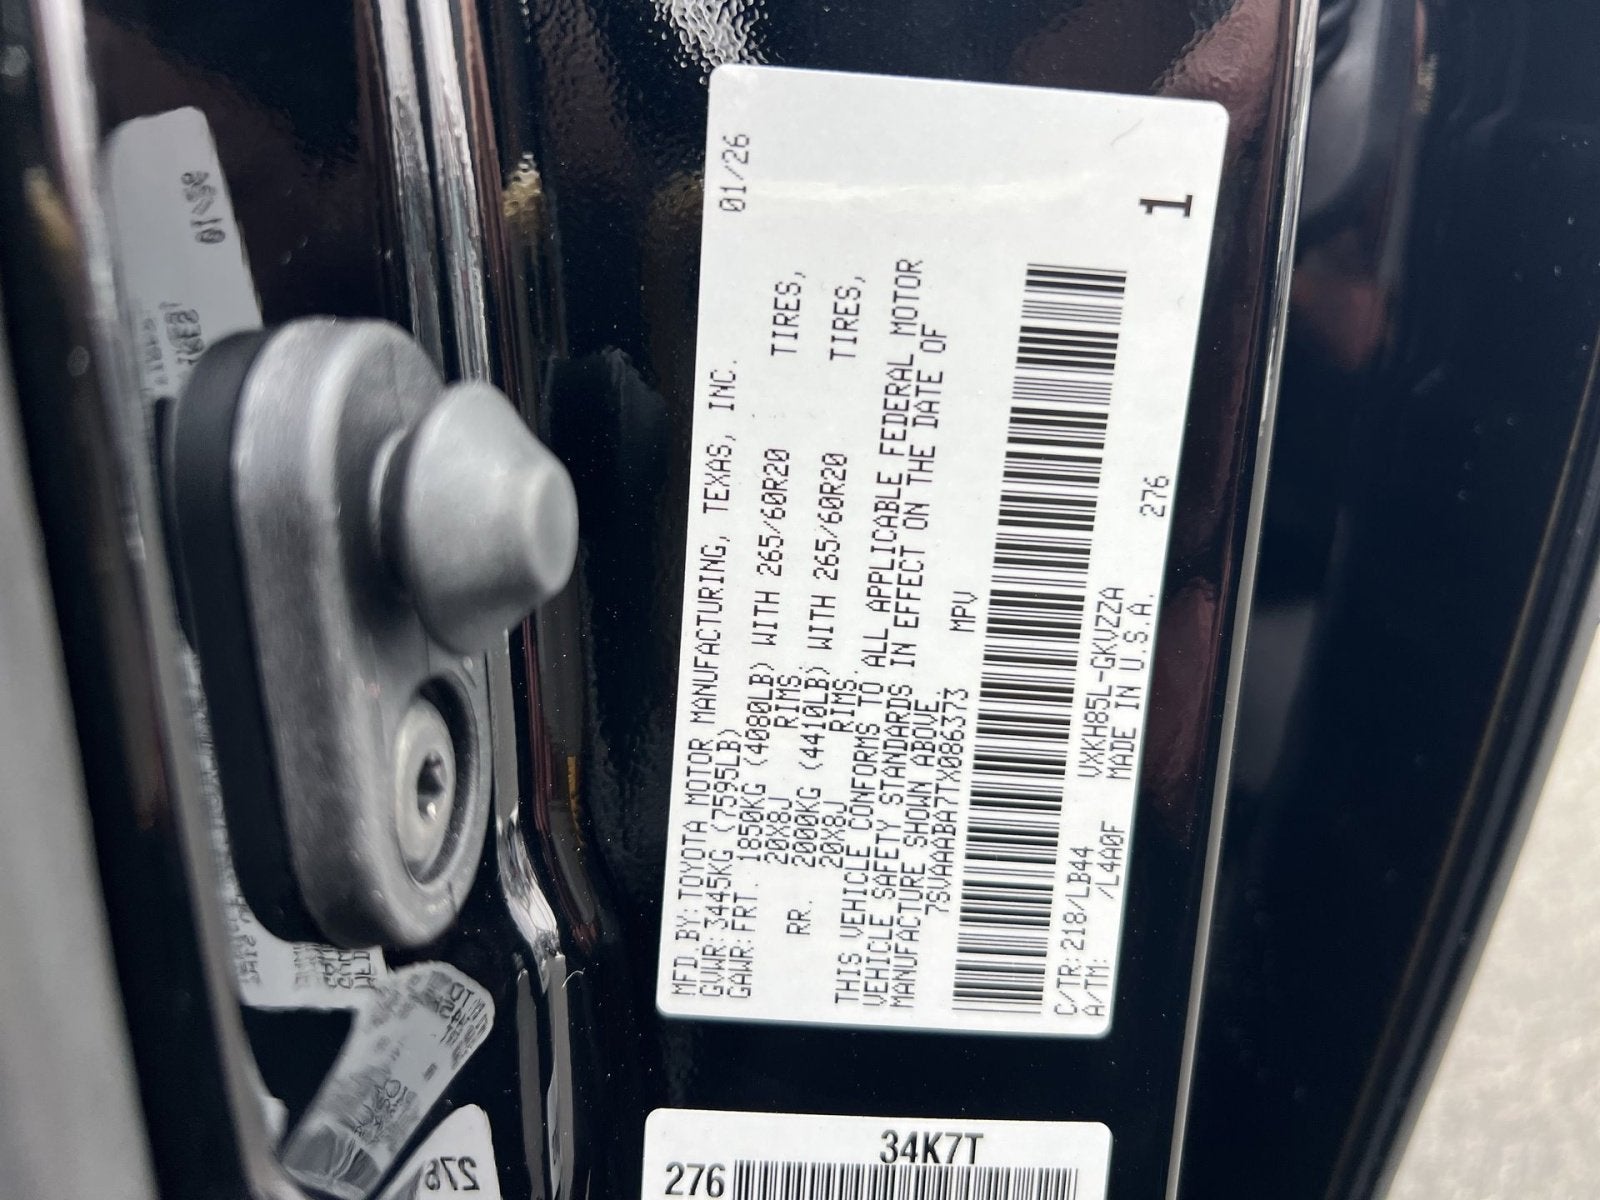 MFD.BY:TOYOTA MOTOR MANUFACTURING, TEXAS, INC. 01/26
GVWR:3445KG (7595LB)
GAWR:FRT. 1850KG (4080LB) WITH 265/60R20 TIRES,
20X8J RIMS
RR. 2000KG (4410LB) WITH 265/60R20 TIRES,
20X8J RIMS.
THIS VEHICLE CONFORMS TO ALL APPLICABLE FEDERAL MOTOR
VEHICLE SAFETY STANDARDS IN EFFECT ON THE DATE OF
MANUFACTURE SHOWN ABOVE.
7SVAAABA7TX086373 MPV
C/TR:218/LB44 VXKH85L-GKVZZA
A/TM: /L4A0F MADE IN U.S.A. 276
1
34K7T
276